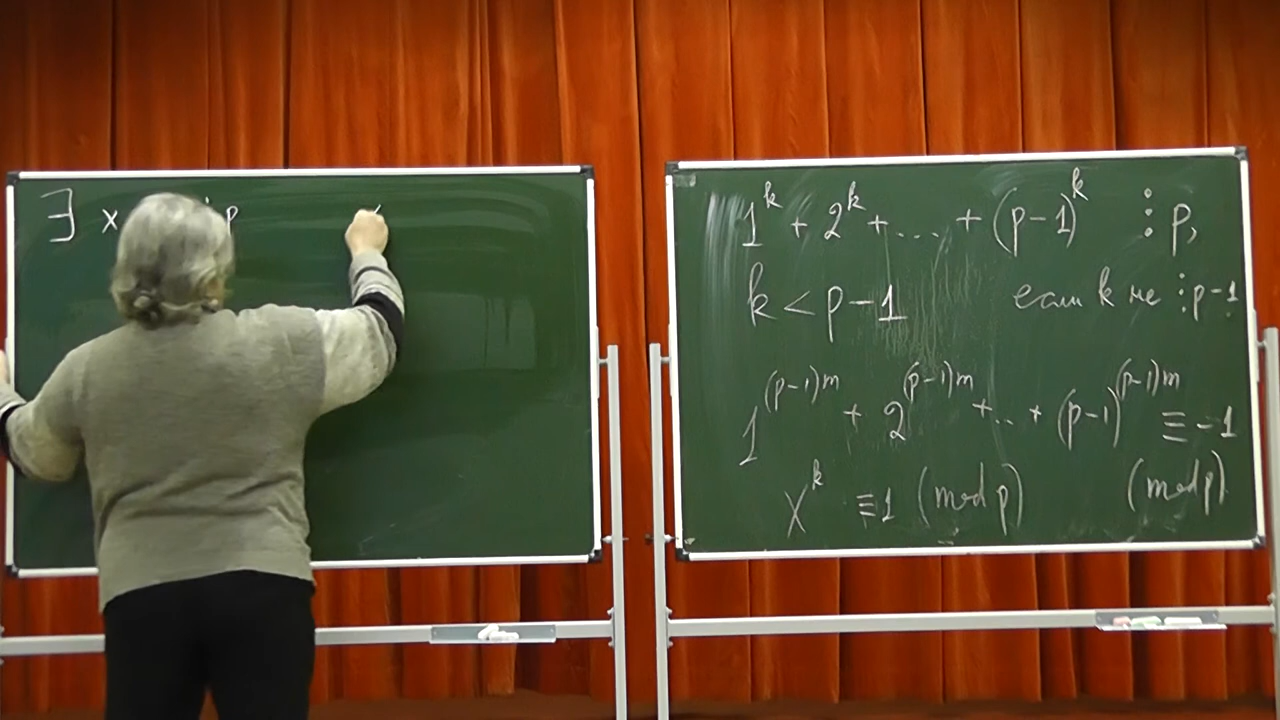 ∃ x ⋮ p
1^k + 2^k + .... + (p-1)^k ⋮ p,
k < p-1 если k не ⋮ p-1
1^(p-1)m + 2^(p-1)m + .. + (p-1)^(p-1)m ≡ -1
x^k ≡ 1 (mod p) (mod p)